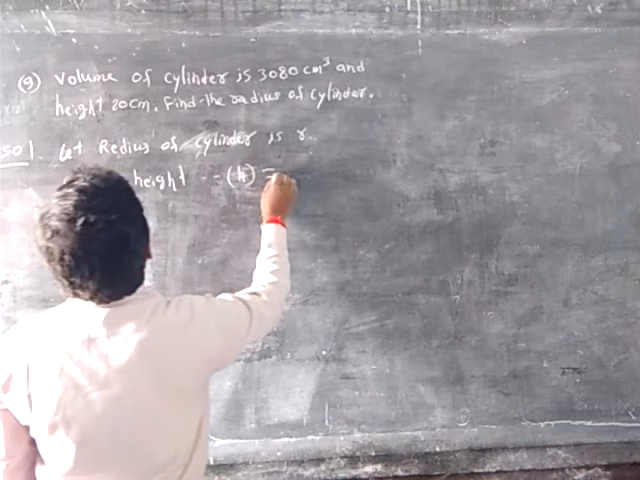 (9) Volume of cylinder is 3080 cm³ and
height 20cm. Find the radius of cylinder.
Sol. Let Redius of cylinder is r.
height -- (h) =